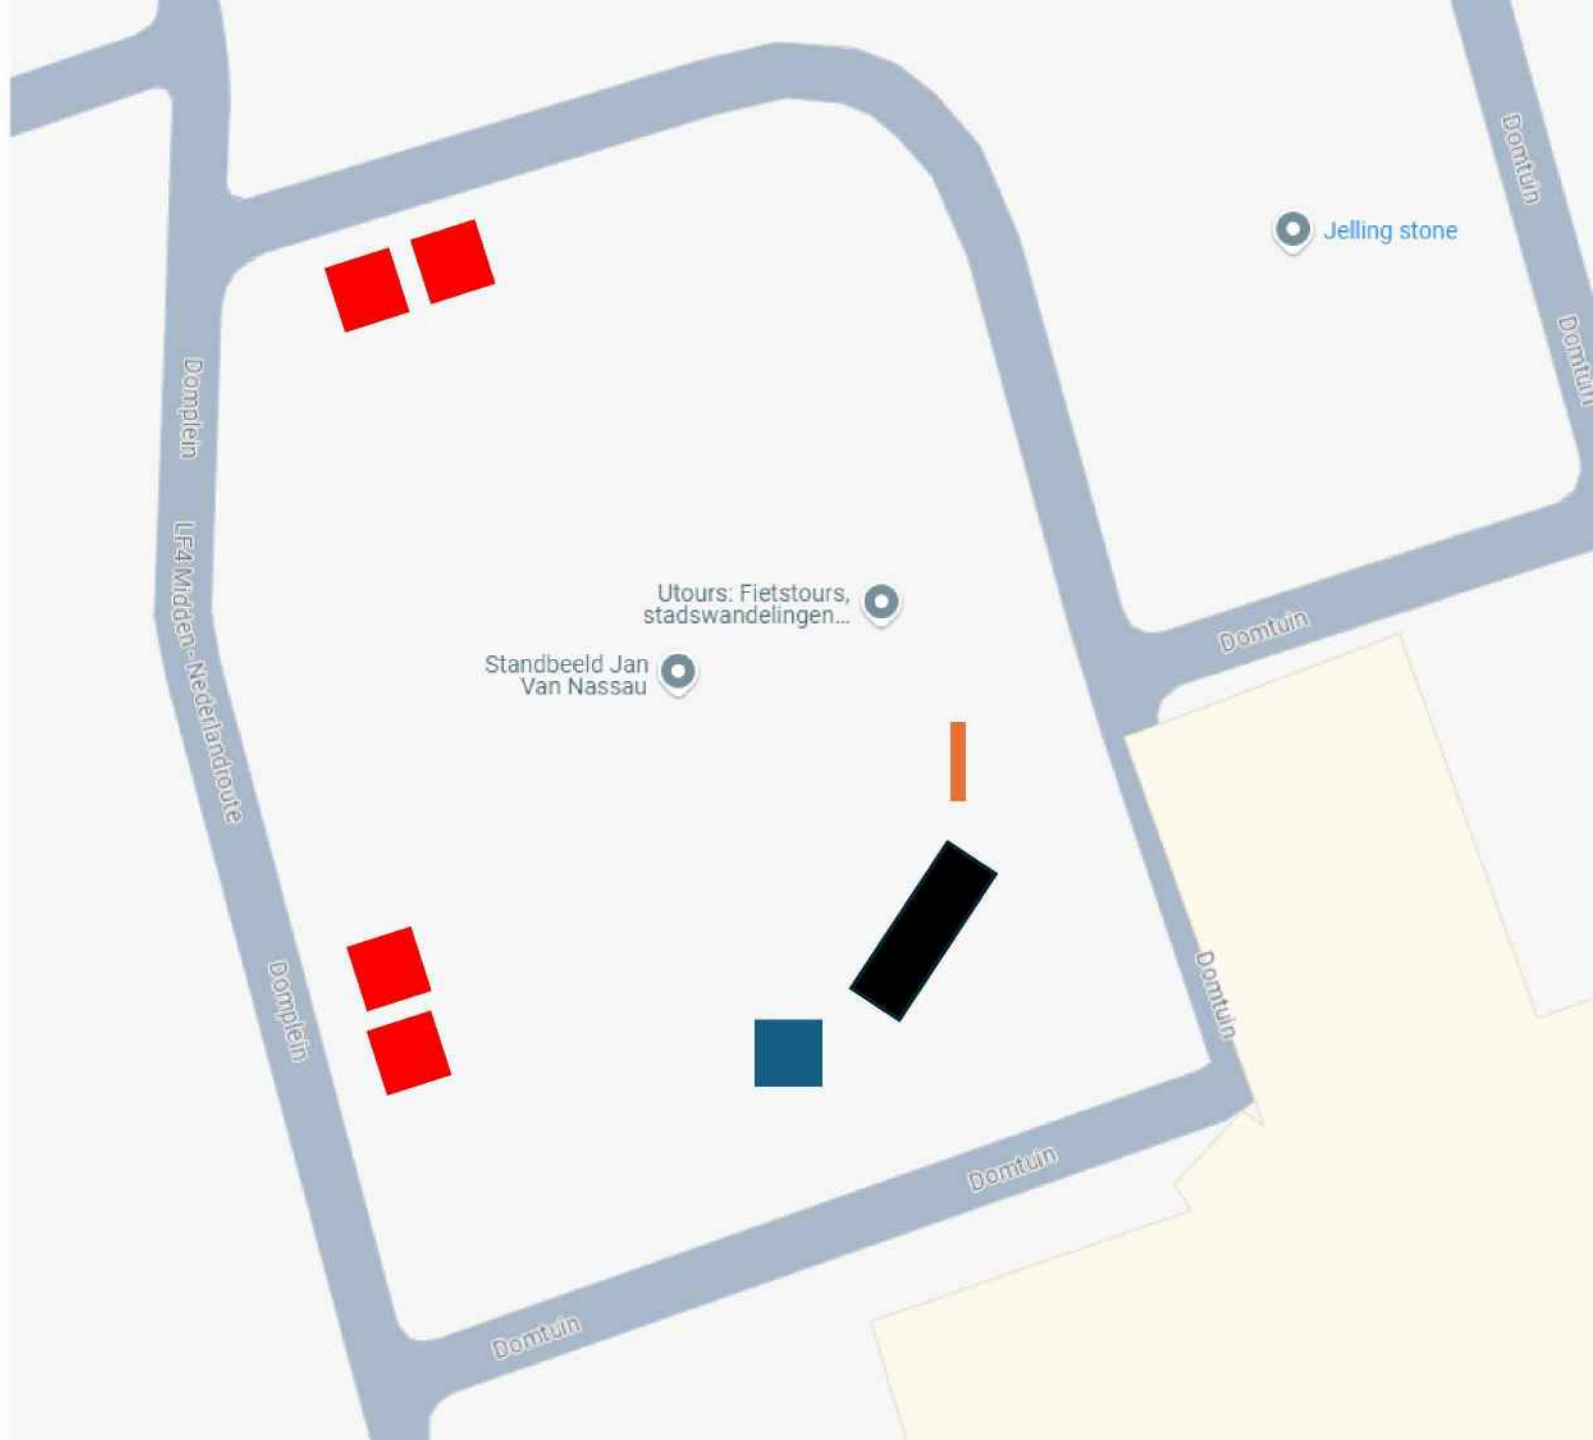 Domtuin
Jelling stone
Domtuin
Domplein
LF4 Midden-Nederlandroute
Utours: Fietstours,
stadswandelingen...
Domtuin
Standbeeld Jan
Van Nassau
Domplein
Domtuin
Domtuin
Domtuin